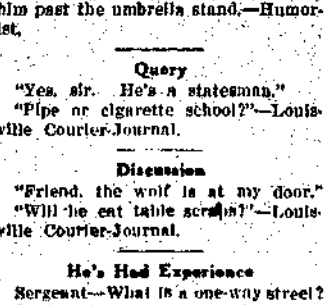 him past the umbrella stand.—Humor-
ist.
Query
"Yes, sir. He's a statesman."
"Pipe or cigarette school?"—Louis-
ville Courier-Journal.
Discussion
"Friend, the wolf is at my door."
"Will he eat table scraps?"—Louis-
ville Courier-Journal.
He's Had Experience
Sergeant—What is a one-way street?